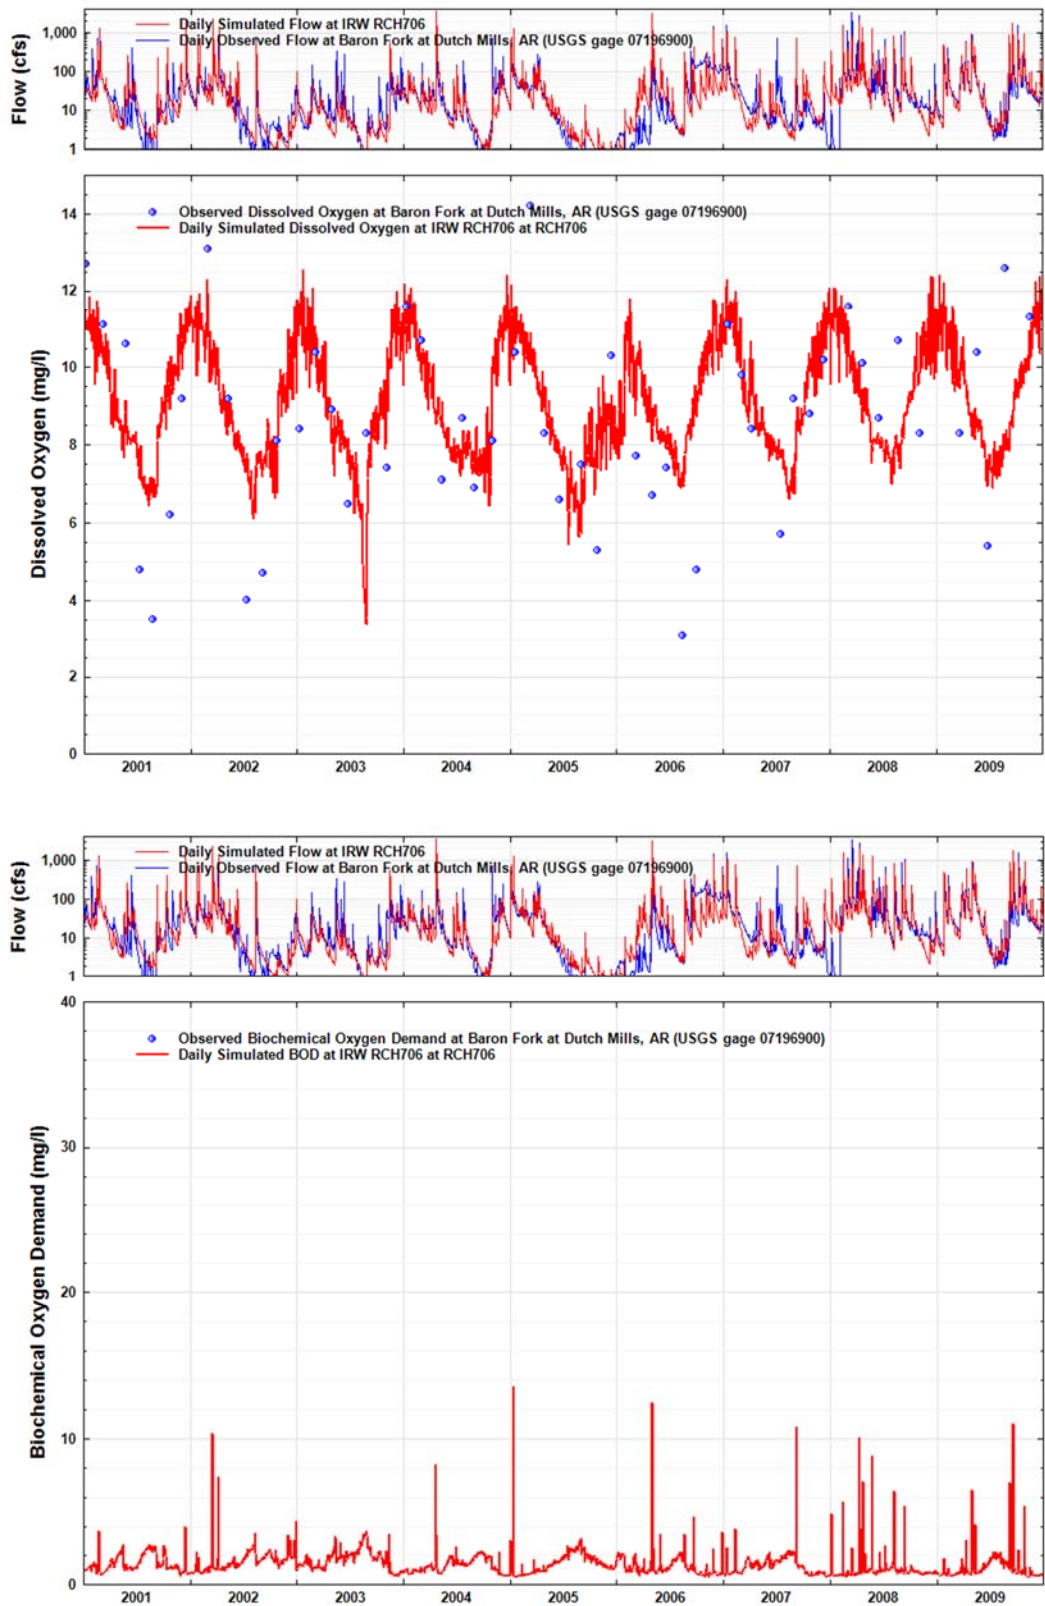 Daily Simulated Flow at IRW RCH706
Daily Observed Flow at Baron Fork at Dutch Mills, AR (USGS gage 07196900)
Flow (cfs)
1,000
100
10
1
Observed Dissolved Oxygen at Baron Fork at Dutch Mills, AR (USGS gage 07196900)
Daily Simulated Dissolved Oxygen at IRW RCH706 at RCH706
Dissolved Oxygen (mg/l)
14
12
10
8
6
4
2
0
2001 2002 2003 2004 2005 2006 2007 2008 2009
Daily Simulated Flow at IRW RCH706
Daily Observed Flow at Baron Fork at Dutch Mills, AR (USGS gage 07196900)
Flow (cfs)
1,000
100
10
1
40
Observed Biochemical Oxygen Demand at Baron Fork at Dutch Mills, AR (USGS gage 07196900)
Daily Simulated BOD at IRW RCH706 at RCH706
Biochemical Oxygen Demand (mg/l)
30
20
10
0
2001 2002 2003 2004 2005 2006 2007 2008 2009